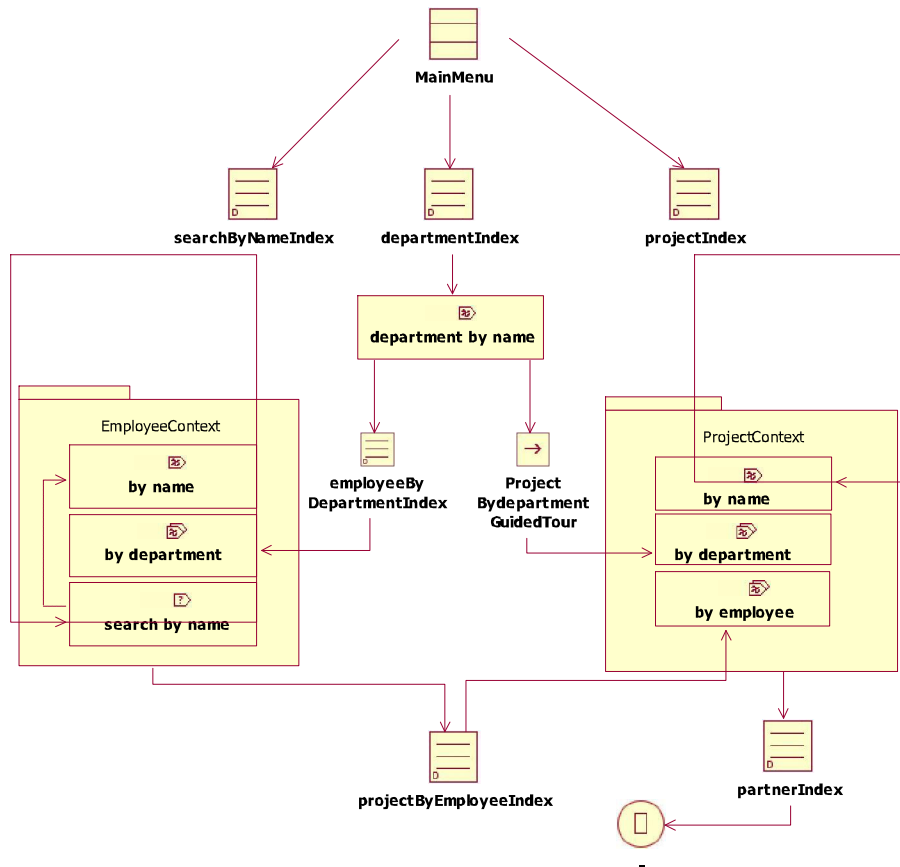 MainMenu
searchByNameIndex
departmentIndex
projectIndex
department by name
EmployeeContext
by name
by department
search by name
employeeBy
DepartmentIndex
Project
Bydepartment
GuidedTour
ProjectContext
by name
by department
by employee
projectByEmployeeIndex
partnerIndex